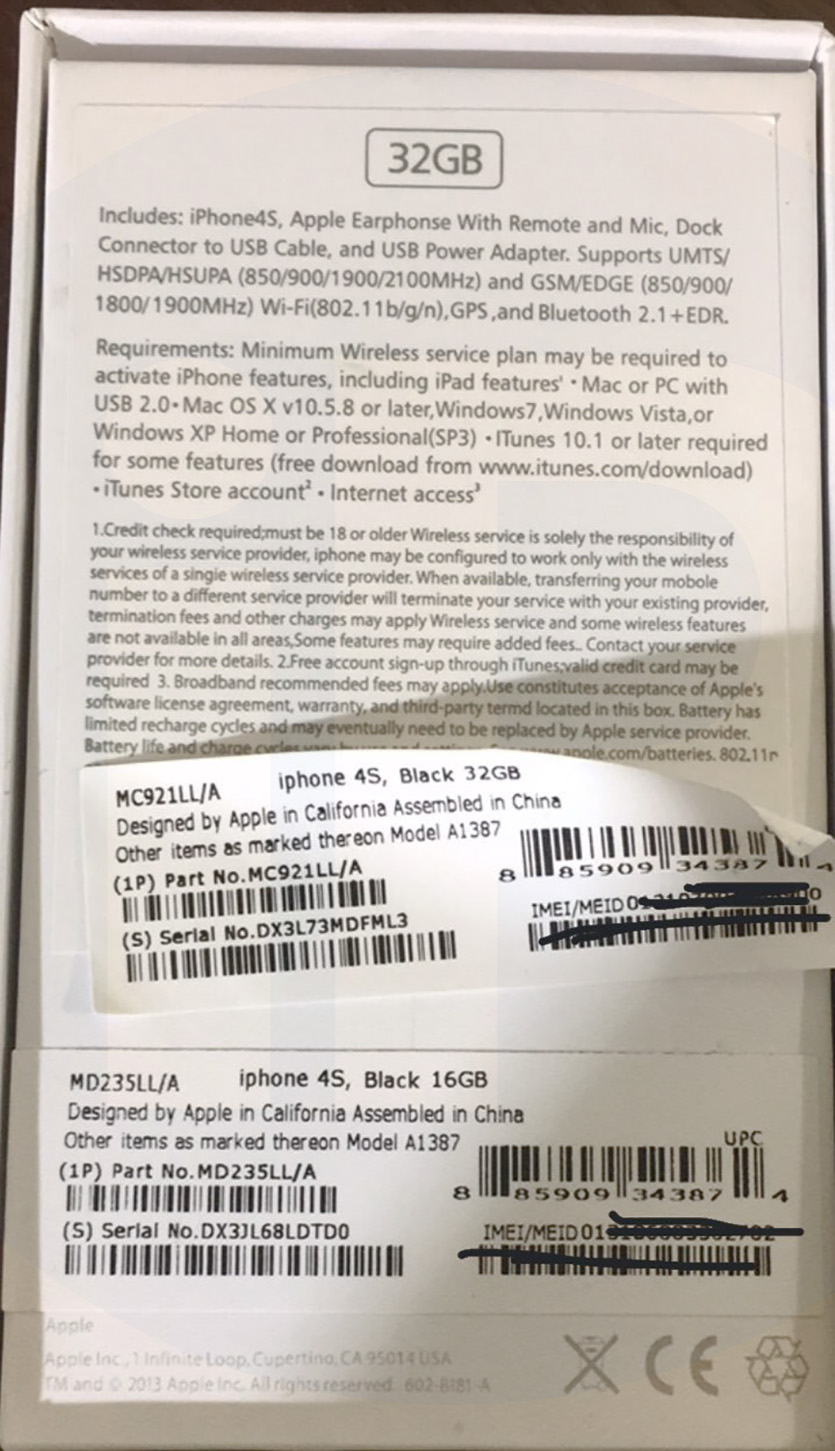 32GB
Includes: iPhone4S, Apple Earphonse With Remote and Mic, Dock
Connector to USB Cable, and USB Power Adapter. Supports UMTS/
HSDPA/HSUPA (850/900/1900/2100MHz) and GSM/EDGE (850/900/
1800/1900MHz) Wi-Fi(802.11b/g/n),GPS ,and Bluetooth 2.1+EDR.
Requirements: Minimum Wireless service plan may be required to
activate iPhone features, including iPad features¹ • Mac or PC with
USB 2.0• Mac OS X v10.5.8 or later,Windows7,Windows Vista,or
Windows XP Home or Professional(SP3) • ITunes 10.1 or later required
for some features (free download from www.itunes.com/download)
• iTunes Store account² • Internet access³
1.Credit check required;must be 18 or older Wireless service is solely the responsibility of
your wireless service provider, iphone may be configured to work only with the wireless
services of a single wireless service provider. When available, transferring your mobole
number to a different service provider will terminate your service with your existing provider,
termination fees and other charges may apply Wireless service and some wireless features
are not available in all areas,Some features may require added fees.. Contact your service
provider for more details. 2.Free account sign-up through iTunes;valid credit card may be
required 3. Broadband recommended fees may apply.Use constitutes acceptance of Apple's
software license agreement, warranty, and third-party termd located in this box. Battery has
limited recharge cycles and may eventually need to be replaced by Apple service provider.
Battery life and charge cycles apple.com/batteries. 802.11n
MC921LL/A iphone 4S, Black 32GB
Designed by Apple in California Assembled in China
Other items as marked thereon Model A1387
(1P) Part No.MC921LL/A
8 85909 34387 4
(S) Serial No.DX3L73MDFML3
IMEI/MEID
MD235LL/A iphone 4S, Black 16GB
Designed by Apple in California Assembled in China
Other items as marked thereon Model A1387
UPC
(1P) Part No.MD235LL/A
8 85909 34387 4
(S) Serial No.DX3JL68LDTD0
IMEI/MEID
Apple
Apple Inc., 1 Infinite Loop, Cupertino, CA 95014 USA
TM and © 2013 Apple Inc. All rights reserved. 602-8181-A
CE